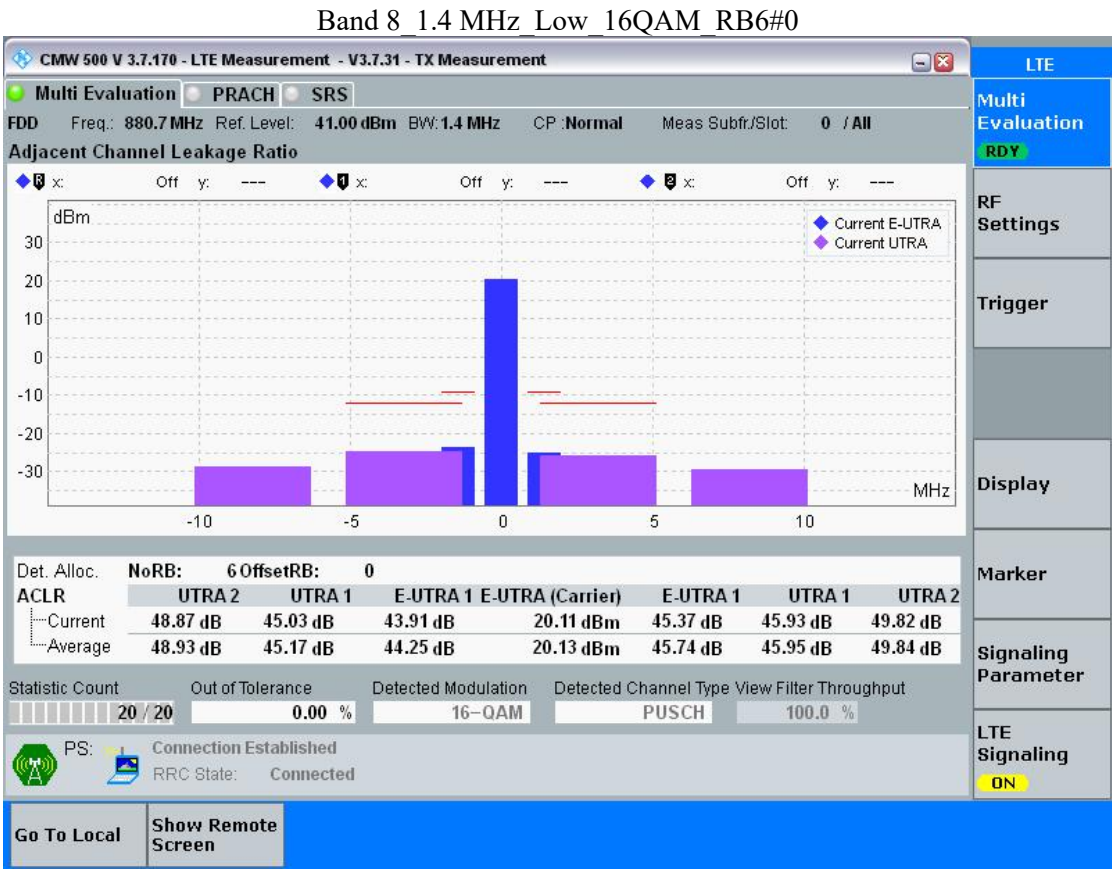 Band 8_1.4 MHz_Low_16QAM_RB6#0
CMW 500 V 3.7.170 - LTE Measurement - V3.7.31 - TX Measurement
LTE
Multi Evaluation PRACH SRS
FDD Freq.: 880.7 MHz Ref. Level: 41.00 dBm BW: 1.4 MHz CP :Normal Meas Subfr./Slot: 0 / All
Adjacent Channel Leakage Ratio
R x: Off y: --- 1 x: Off y: --- 2 x: Off y: ---
dBm
Current E-UTRA
Current UTRA
30
20
10
0
-10
-20
-30
MHz
-10 -5 0 5 10
Det. Alloc. NoRB: 6 OffsetRB: 0
ACLR UTRA 2 UTRA 1 E-UTRA 1 E-UTRA (Carrier) E-UTRA 1 UTRA 1 UTRA 2
Current 48.87 dB 45.03 dB 43.91 dB 20.11 dBm 45.37 dB 45.93 dB 49.82 dB
Average 48.93 dB 45.17 dB 44.25 dB 20.13 dBm 45.74 dB 45.95 dB 49.84 dB
Statistic Count Out of Tolerance Detected Modulation Detected Channel Type View Filter Throughput
20 / 20 0.00 % 16-QAM PUSCH 100.0 %
PS: Connection Established
RRC State: Connected
Multi
Evaluation
RDY
RF
Settings
Trigger
Display
Marker
Signaling
Parameter
LTE
Signaling
ON
Go To Local
Show Remote
Screen